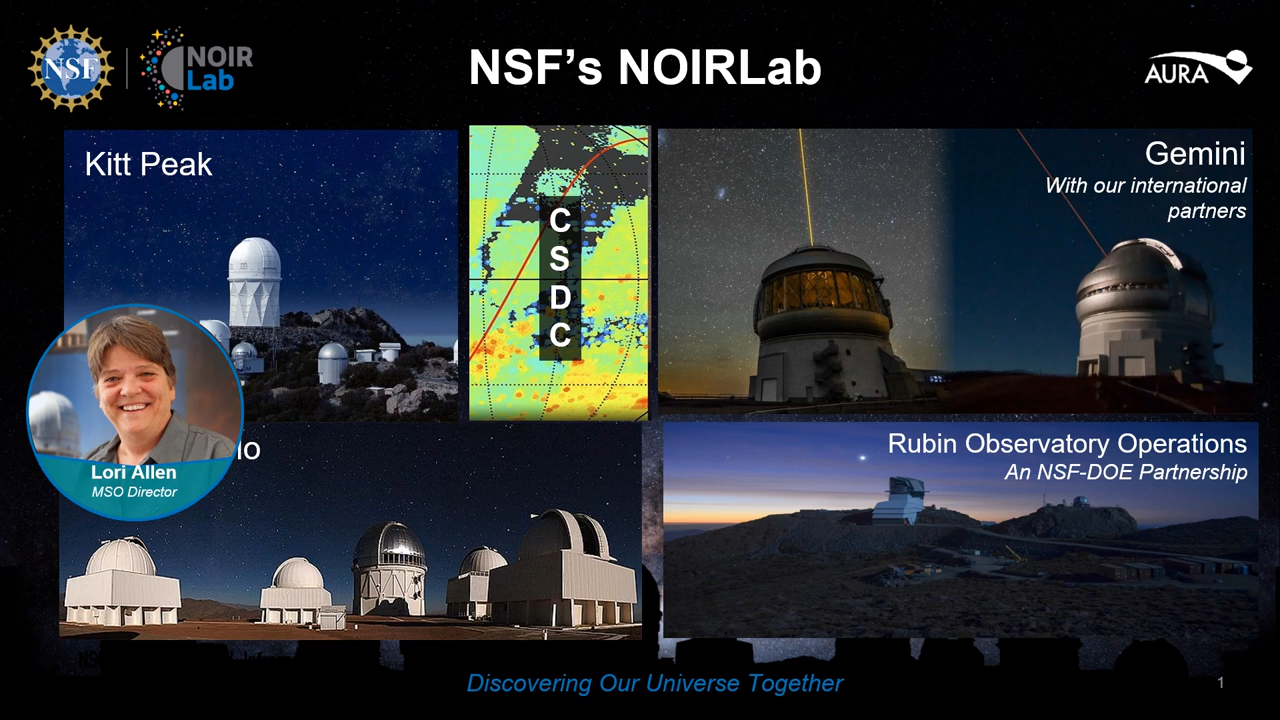 NSF
NOIR
Lab
NSF’s NOIRLab
AURA
Kitt Peak
C
S
D
C
Gemini
With our international
partners
Lori Allen
MSO Director
Rubin Observatory Operations
An NSF-DOE Partnership
Discovering Our Universe Together
1